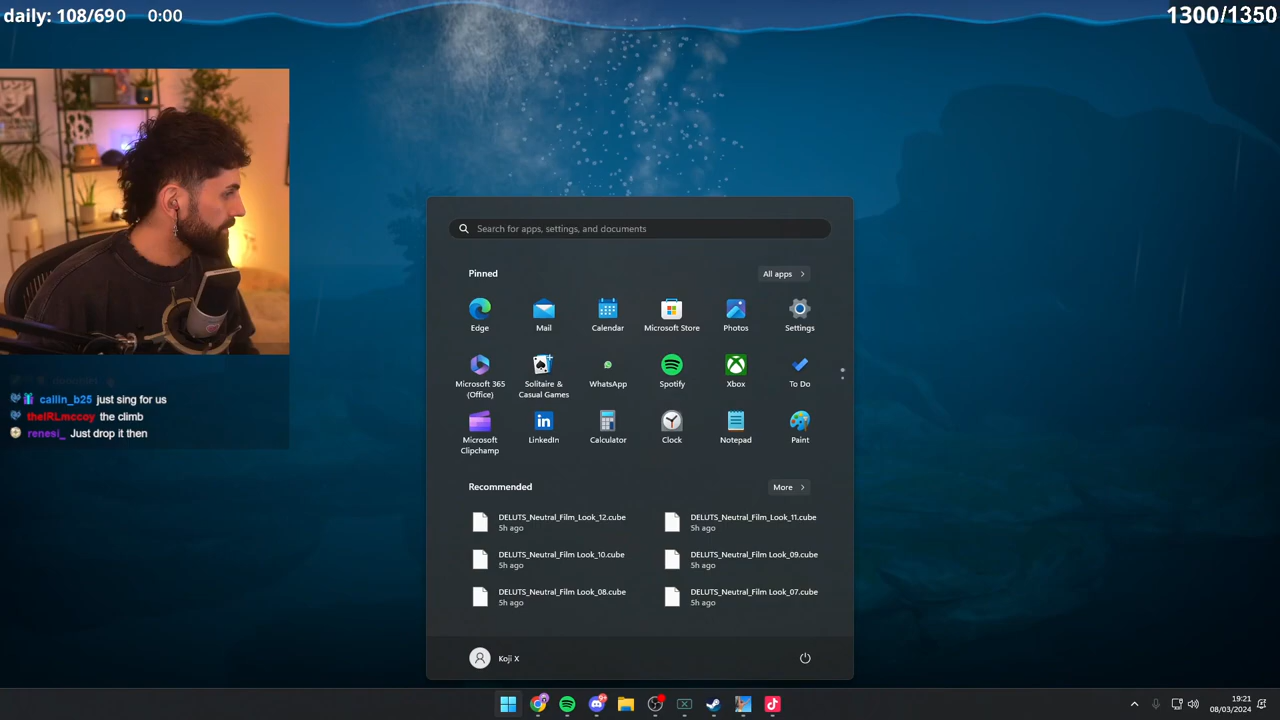 daily: 108/690 0:00
1300/1350
callin_b25 just sing for us
theIRLmccoy the climb
renesi_ Just drop it then
Search for apps, settings, and documents
Pinned
All apps
Edge
Mail
Calendar
Microsoft Store
Photos
Settings
Microsoft 365
(Office)
Solitaire &
Casual Games
WhatsApp
Spotify
Xbox
To Do
Microsoft
Clipchamp
LinkedIn
Calculator
Clock
Notepad
Paint
Recommended
More
DELUTS_Neutral_Film_Look_12.cube
5h ago
DELUTS_Neutral_Film_Look_11.cube
5h ago
DELUTS_Neutral_Film Look_10.cube
5h ago
DELUTS_Neutral_Film Look_09.cube
5h ago
DELUTS_Neutral_Film Look_08.cube
5h ago
DELUTS_Neutral_Film Look_07.cube
5h ago
Koji X
19:21
08/03/2024